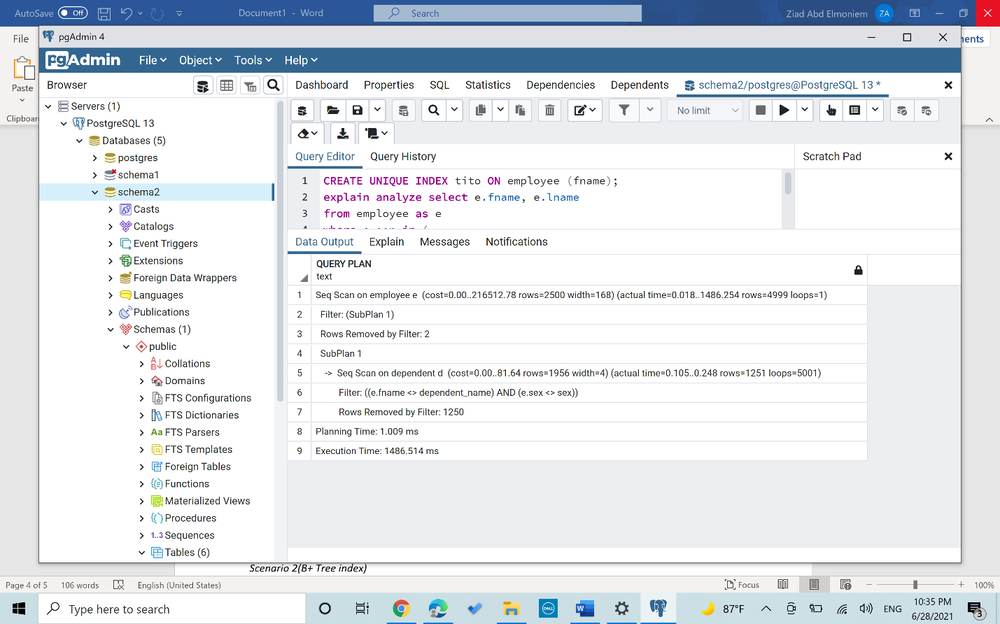 AutoSave Off Document1 - Word Search Ziad Abd Elmoniem ZA
File
Paste
Clipboard
pgAdmin 4
pgAdmin File Object Tools Help
Browser
Dashboard Properties SQL Statistics Dependencies Dependents schema2/postgres@PostgreSQL 13 *
No limit
Servers (1)
PostgreSQL 13
Databases (5)
postgres
schema1
schema2
Casts
Catalogs
Event Triggers
Extensions
Foreign Data Wrappers
Languages
Publications
Schemas (1)
public
Collations
Domains
FTS Configurations
FTS Dictionaries
Aa FTS Parsers
FTS Templates
Foreign Tables
Functions
Materialized Views
Procedures
1..3 Sequences
Tables (6)
Query Editor Query History Scratch Pad
1 CREATE UNIQUE INDEX tito ON employee (fname);
2 explain analyze select e.fname, e.lname
3 from employee as e
Data Output Explain Messages Notifications
QUERY PLAN
text
1 Seq Scan on employee e (cost=0.00..216512.78 rows=2500 width=168) (actual time=0.018..1486.254 rows=4999 loops=1)
2 Filter: (SubPlan 1)
3 Rows Removed by Filter: 2
4 SubPlan 1
5 -> Seq Scan on dependent d (cost=0.00..81.64 rows=1956 width=4) (actual time=0.105..0.248 rows=1251 loops=5001)
6 Filter: ((e.fname <> dependent_name) AND (e.sex <> sex))
7 Rows Removed by Filter: 1250
8 Planning Time: 1.009 ms
9 Execution Time: 1486.514 ms
Scenario 2(B+ Tree index)
Page 4 of 5 106 words English (United States) Focus 100%
Type here to search 87°F ENG 10:35 PM
6/28/2021
3